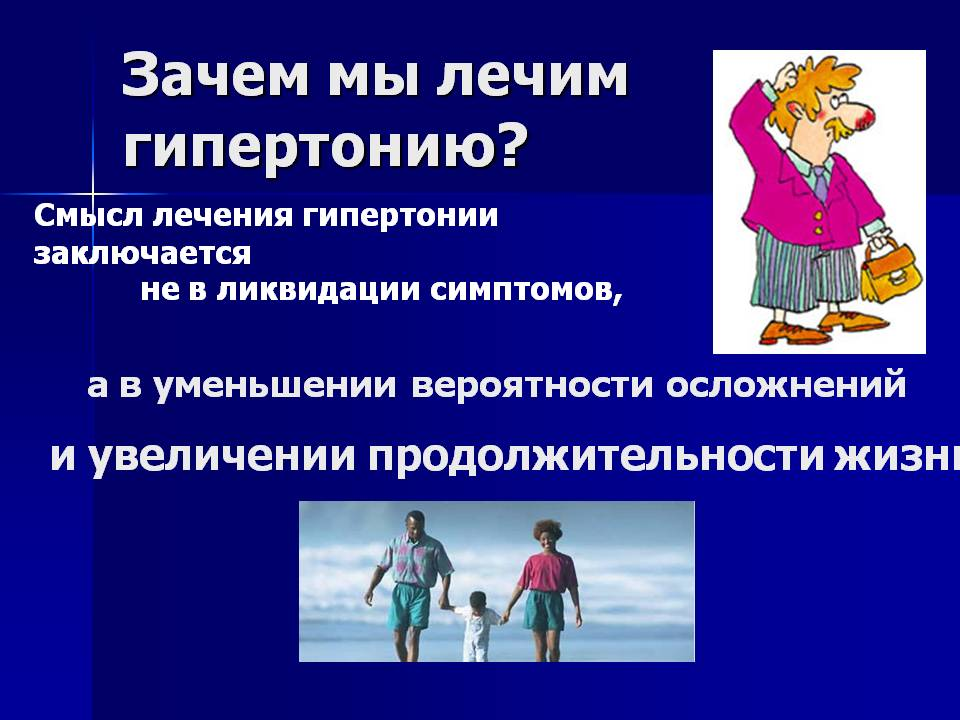 Зачем мы лечим
гипертонию?
Смысл лечения гипертонии
заключается
не в ликвидации симптомов,
а в уменьшении вероятности осложнений
и увеличении продолжительности жизн